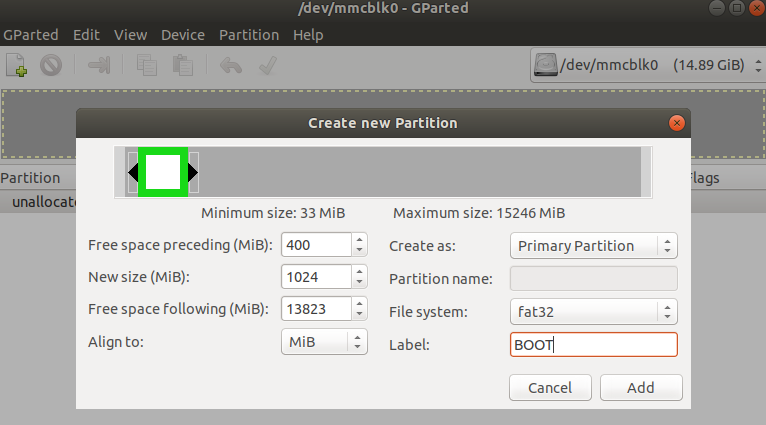 /dev/mmcblk0 - GParted
GParted Edit View Device Partition Help
/dev/mmcblk0 (14.89 GiB)
Create new Partition
Partition
Flags
unallocate
Minimum size: 33 MiB
Maximum size: 15246 MiB
Free space preceding (MiB): 400
Create as: Primary Partition
New size (MiB): 1024
Partition name:
Free space following (MiB): 13823
File system: fat32
Align to: MiB
Label: BOOT
Cancel
Add